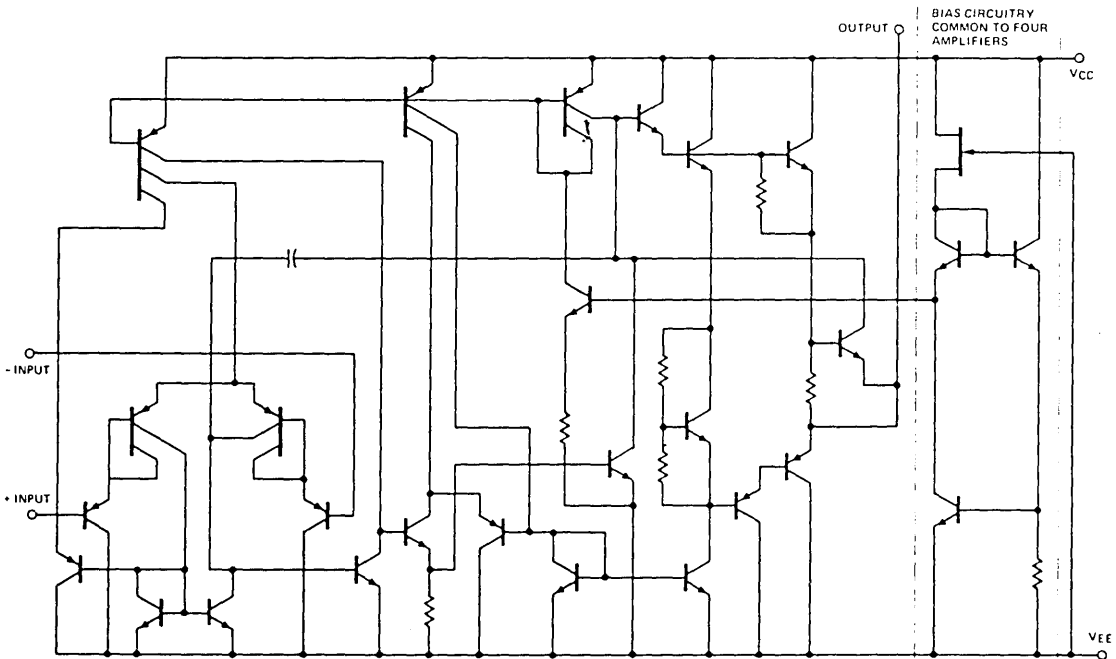 BIAS CIRCUITRY
COMMON TO FOUR
AMPLIFIERS
OUTPUT
VCC
- INPUT
+ INPUT
VEE